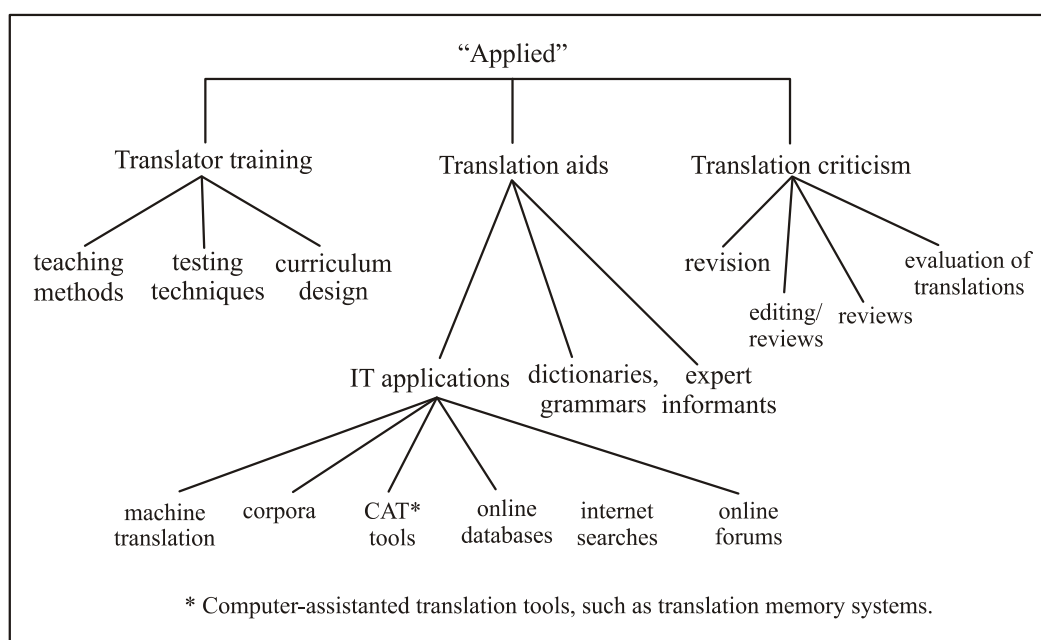 “Applied”
Translator training
Translation aids
Translation criticism
teaching
methods
testing
techniques
curriculum
design
revision
editing/
reviews
reviews
evaluation of
translations
IT applications
dictionaries,
grammars
expert
informants
machine
translation
corpora
CAT*
tools
online
databases
internet
searches
online
forums
* Computer-assistanted translation tools, such as translation memory systems.